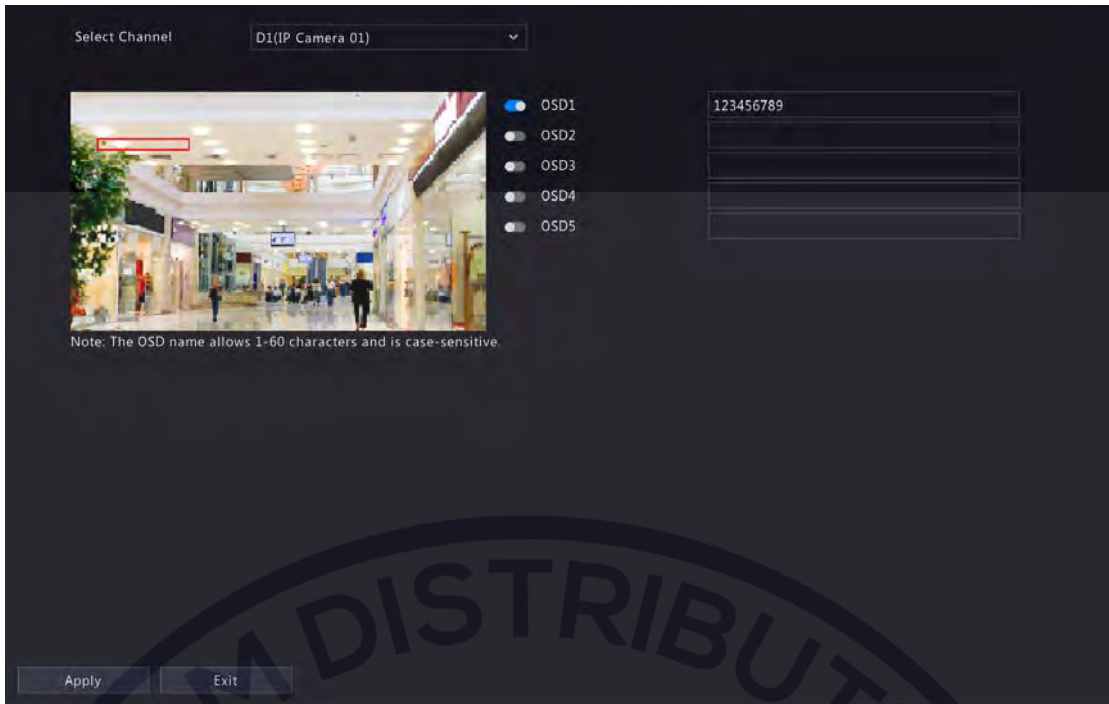 Select Channel D1(IP Camera 01)
OSD1 123456789
OSD2
OSD3
OSD4
OSD5
Note: The OSD name allows 1-60 characters and is case-sensitive.
DISTRIBUT
Apply Exit